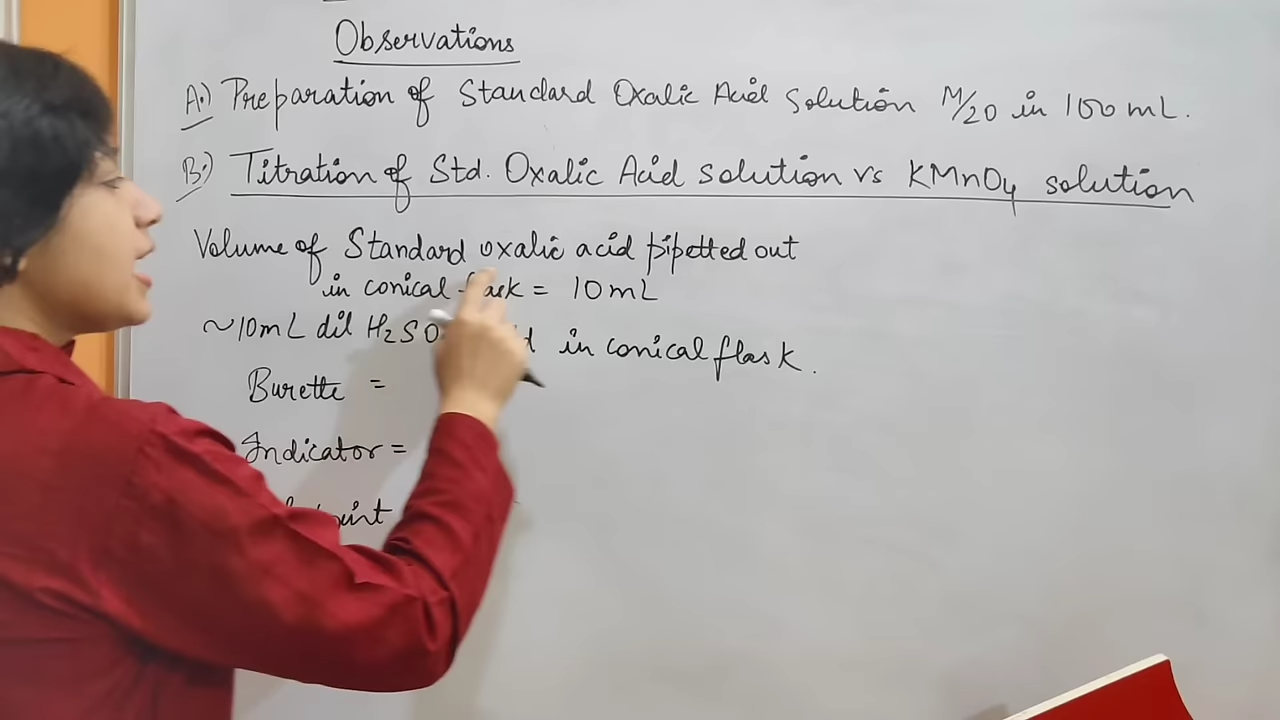 Observations
A.) Preparation of Standard Oxalic Acid Solution M/20 in 100 mL.
B.) Titration of Std. Oxalic Acid solution vs KMnO4 solution
Volume of Standard oxalic acid pipetted out
in conical flask = 10 mL
~10mL dil H2SO in conical flask.
Burette =
Indicator =